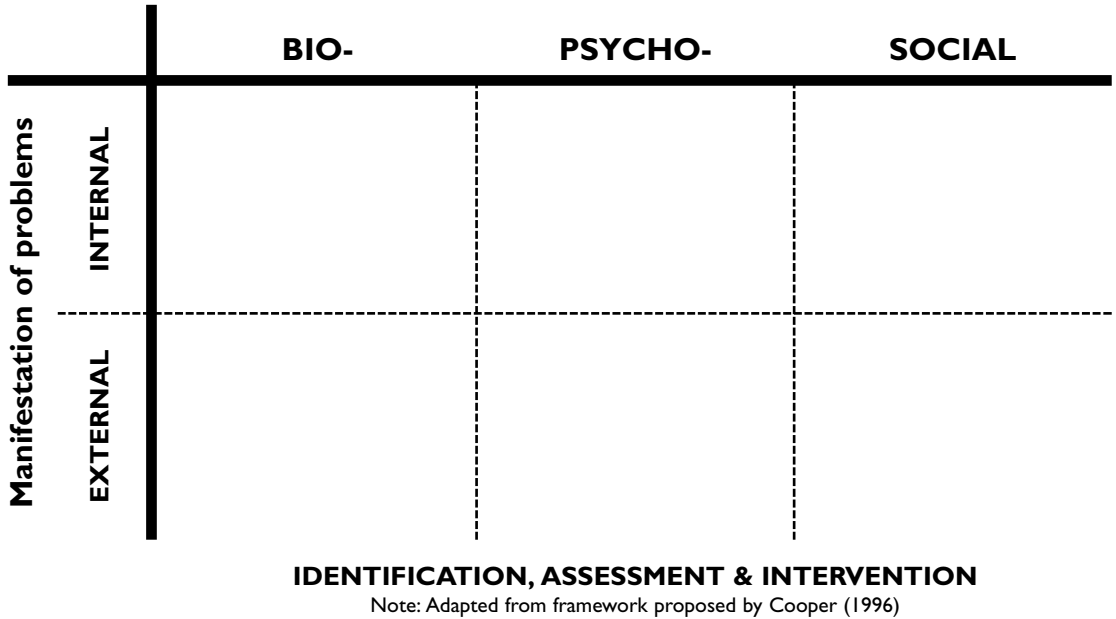 BIO- PSYCHO- SOCIAL
Manifestation of problems
INTERNAL
EXTERNAL
IDENTIFICATION, ASSESSMENT & INTERVENTION
Note: Adapted from framework proposed by Cooper (1996)